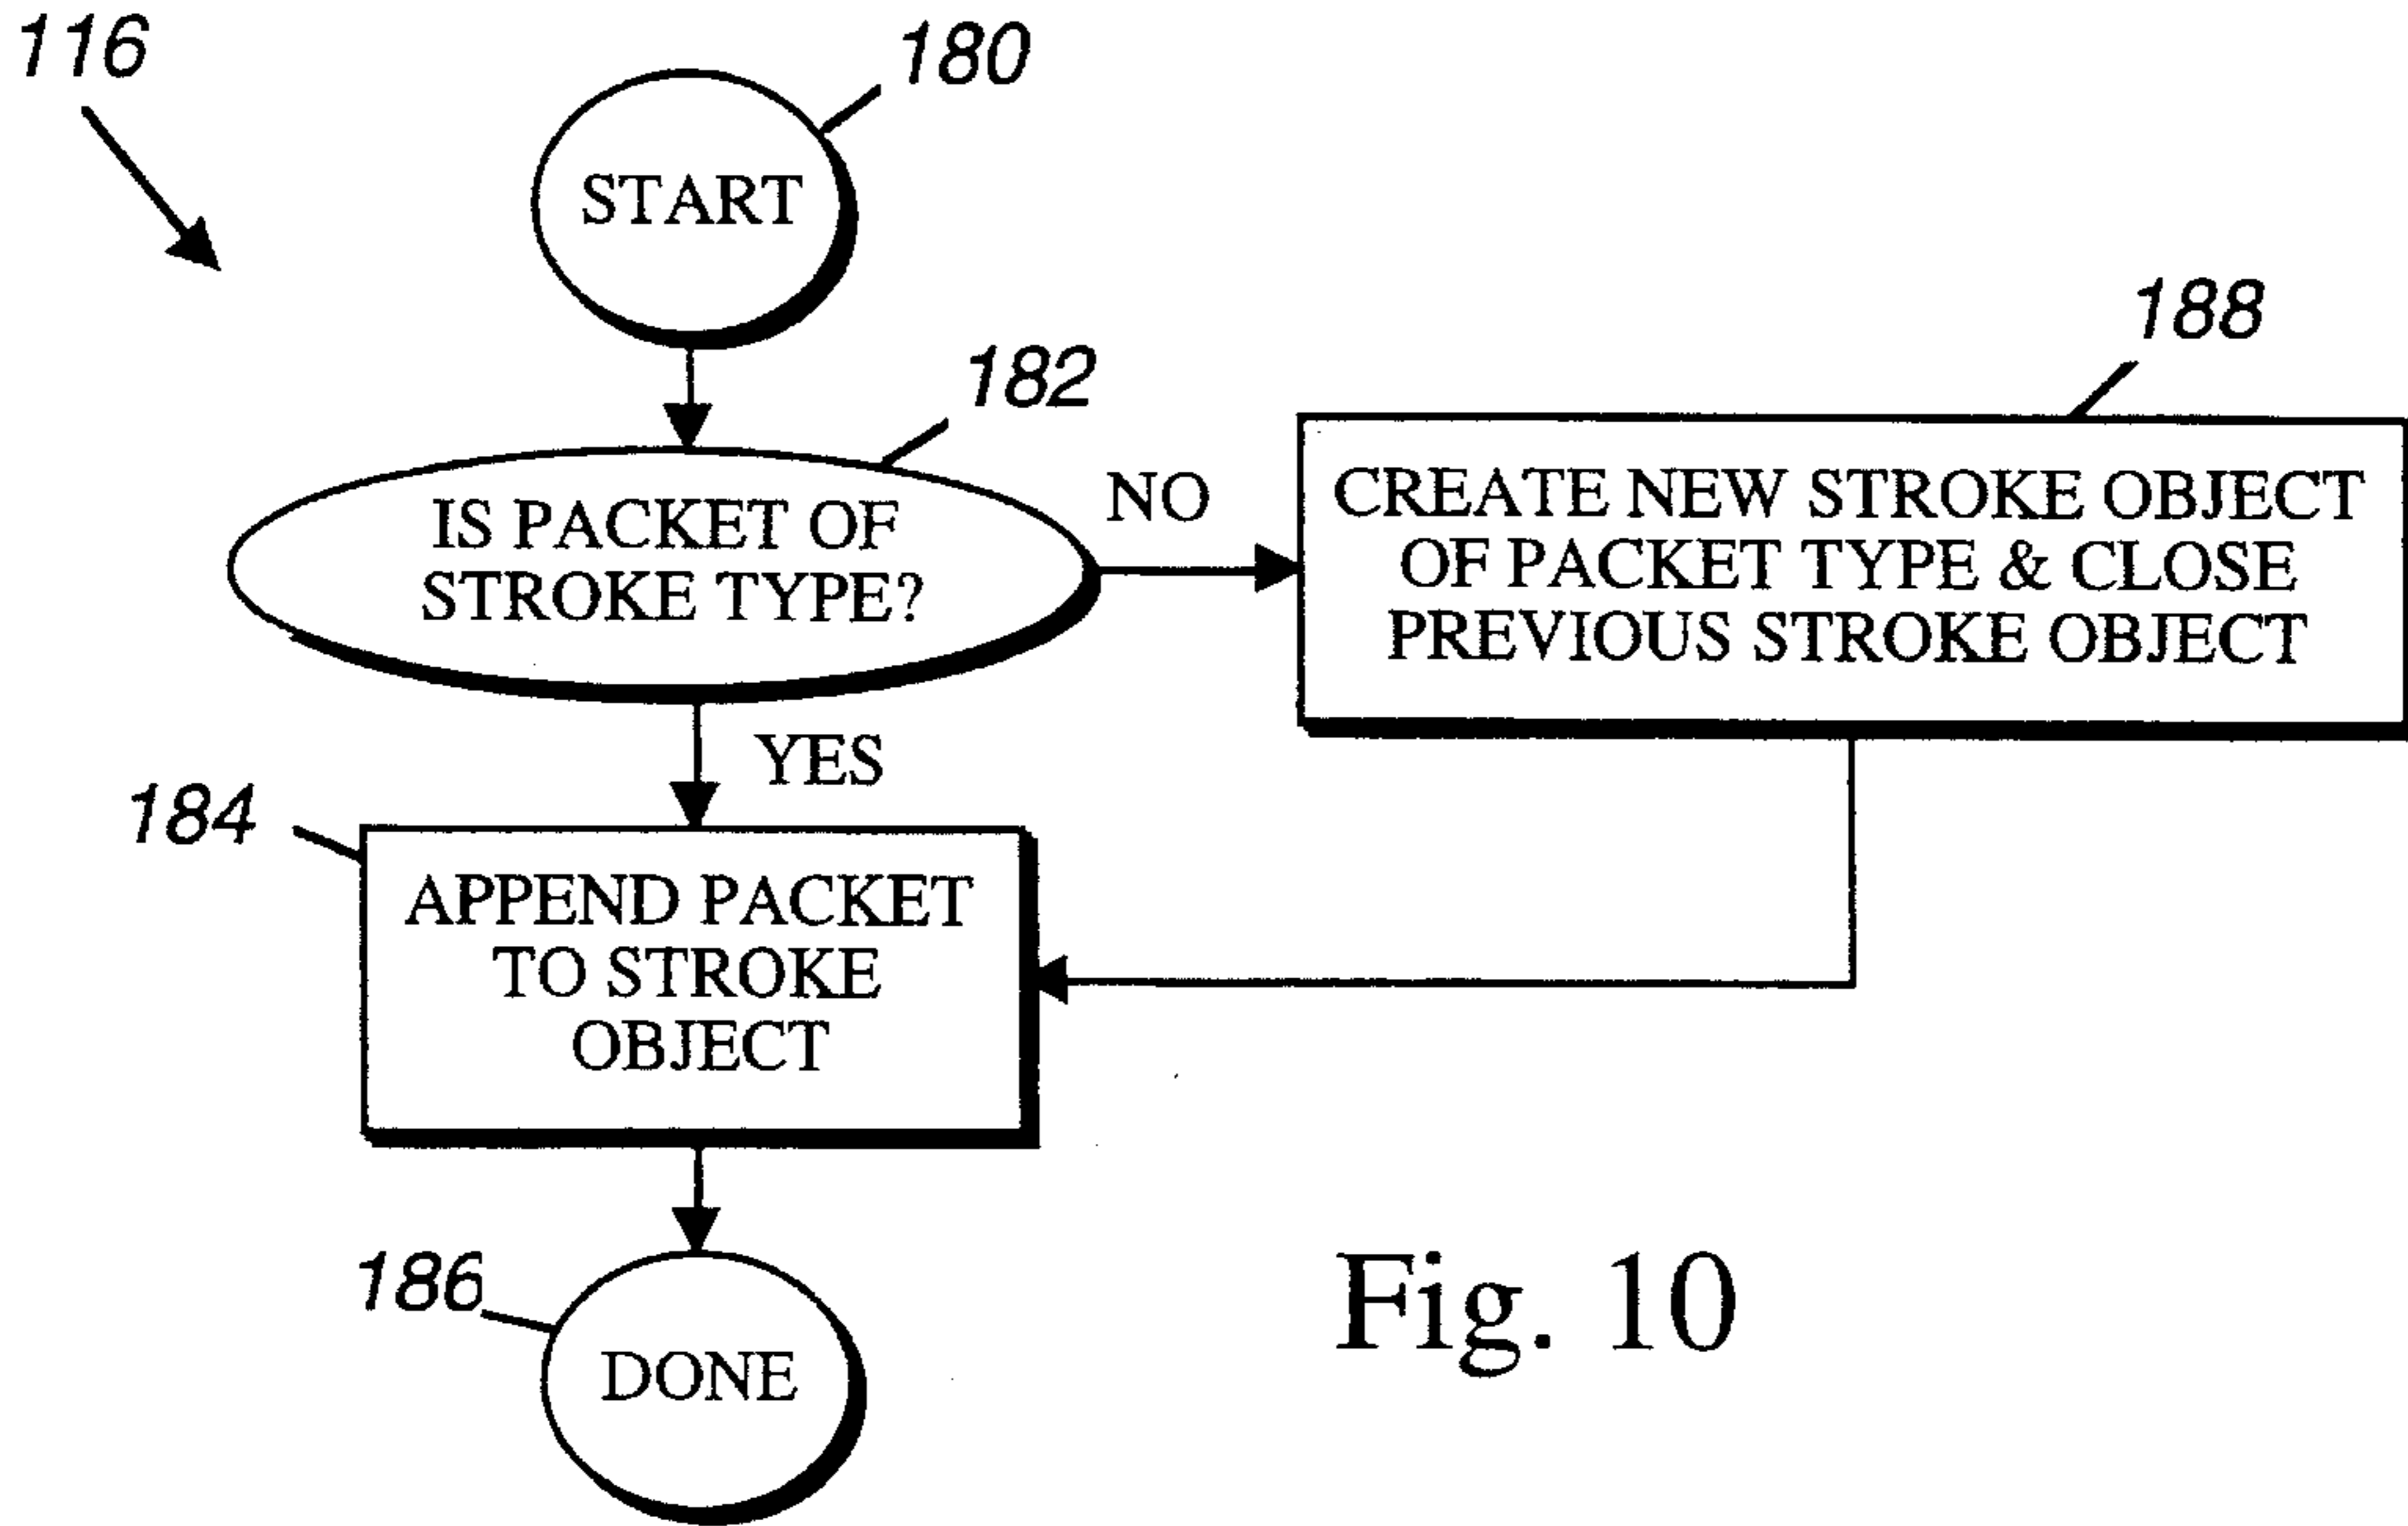 116
180
START
182
188
IS PACKET OF
STROKE TYPE?
NO
CREATE NEW STROKE OBJECT
OF PACKET TYPE & CLOSE
PREVIOUS STROKE OBJECT
YES
184
APPEND PACKET
TO STROKE
OBJECT
186
DONE
Fig. 10